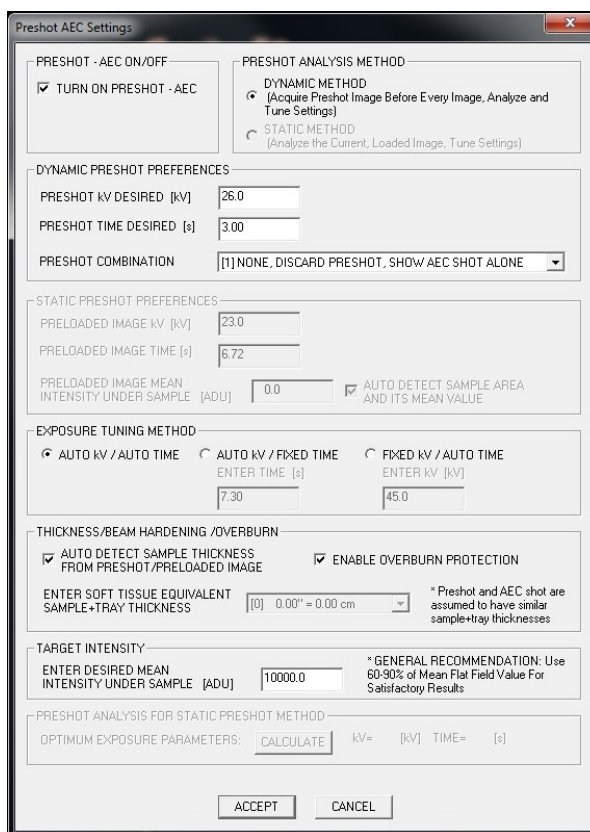 Preshot AEC Settings
PRESHOT - AEC ON/OFF
TURN ON PRESHOT - AEC
PRESHOT ANALYSIS METHOD
DYNAMIC METHOD
(Acquire Preshot Image Before Every Image, Analyze and
Tune Settings)
STATIC METHOD
(Analyze the Current, Loaded Image, Tune Settings)
DYNAMIC PRESHOT PREFERENCES
PRESHOT kV DESIRED [kV] 26.0
PRESHOT TIME DESIRED [s] 3.00
PRESHOT COMBINATION [1] NONE, DISCARD PRESHOT, SHOW AEC SHOT ALONE
STATIC PRESHOT PREFERENCES
PRELOADED IMAGE kV [kV] 23.0
PRELOADED IMAGE TIME [s] 6.72
PRELOADED IMAGE MEAN
INTENSITY UNDER SAMPLE [ADU] 0.0
AUTO DETECT SAMPLE AREA
AND ITS MEAN VALUE
EXPOSURE TUNING METHOD
AUTO kV / AUTO TIME AUTO kV / FIXED TIME FIXED kV / AUTO TIME
ENTER TIME [s] ENTER kV [kV]
7.30 45.0
THICKNESS/BEAM HARDENING /OVERBURN
AUTO DETECT SAMPLE THICKNESS
FROM PRESHOT/PRELOADED IMAGE
ENABLE OVERBURN PROTECTION
ENTER SOFT TISSUE EQUIVALENT
SAMPLE+TRAY THICKNESS
[0] 0.00" = 0.00 cm
* Preshot and AEC shot are
assumed to have similar
sample+tray thicknesses
TARGET INTENSITY
ENTER DESIRED MEAN
INTENSITY UNDER SAMPLE [ADU] 10000.0
* GENERAL RECOMMENDATION: Use
60-90% of Mean Flat Field Value For
Satisfactory Results
PRESHOT ANALYSIS FOR STATIC PRESHOT METHOD
OPTIMUM EXPOSURE PARAMETERS: CALCULATE kV= [kV] TIME= [s]
ACCEPT CANCEL